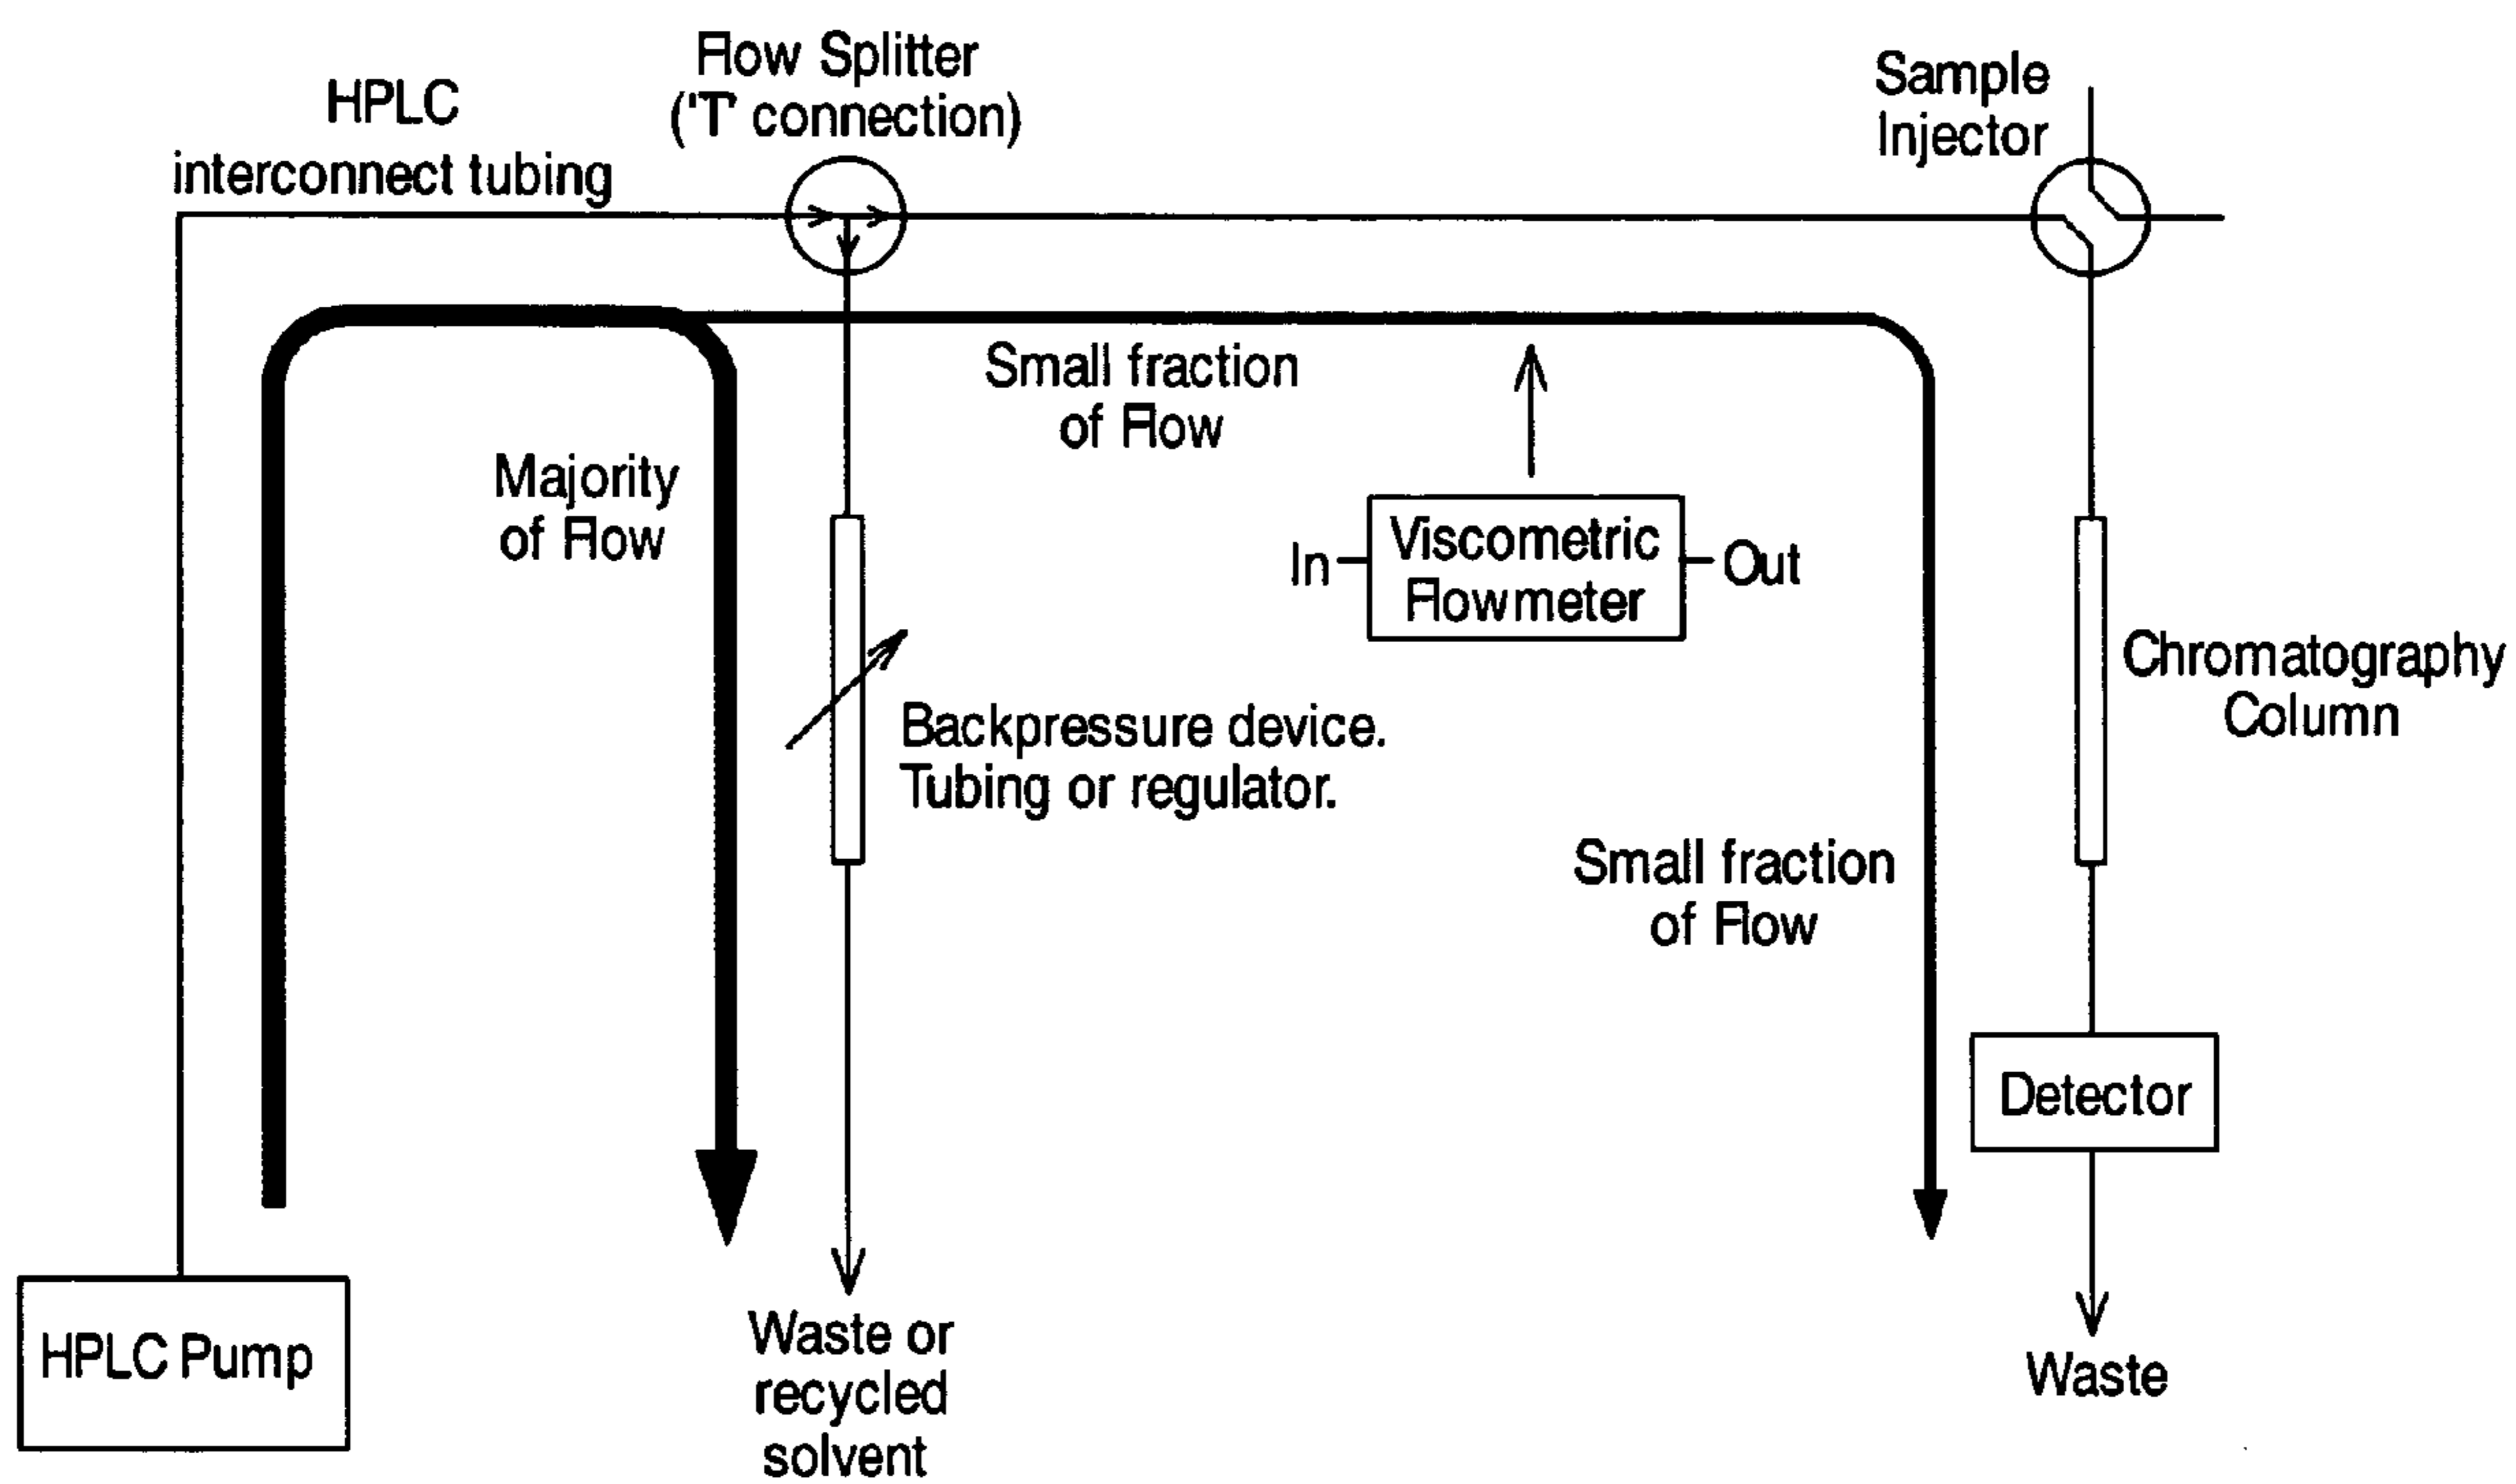 HPLC
interconnect tubing
Flow Splitter
('T' connection)
Sample
Injector
Small fraction
of Flow
Majority
of Flow
In
Viscometric
Flowmeter
Out
Chromatography
Column
Backpressure device.
Tubing or regulator.
Small fraction
of Flow
Detector
HPLC Pump
Waste or
recycled
solvent
Waste